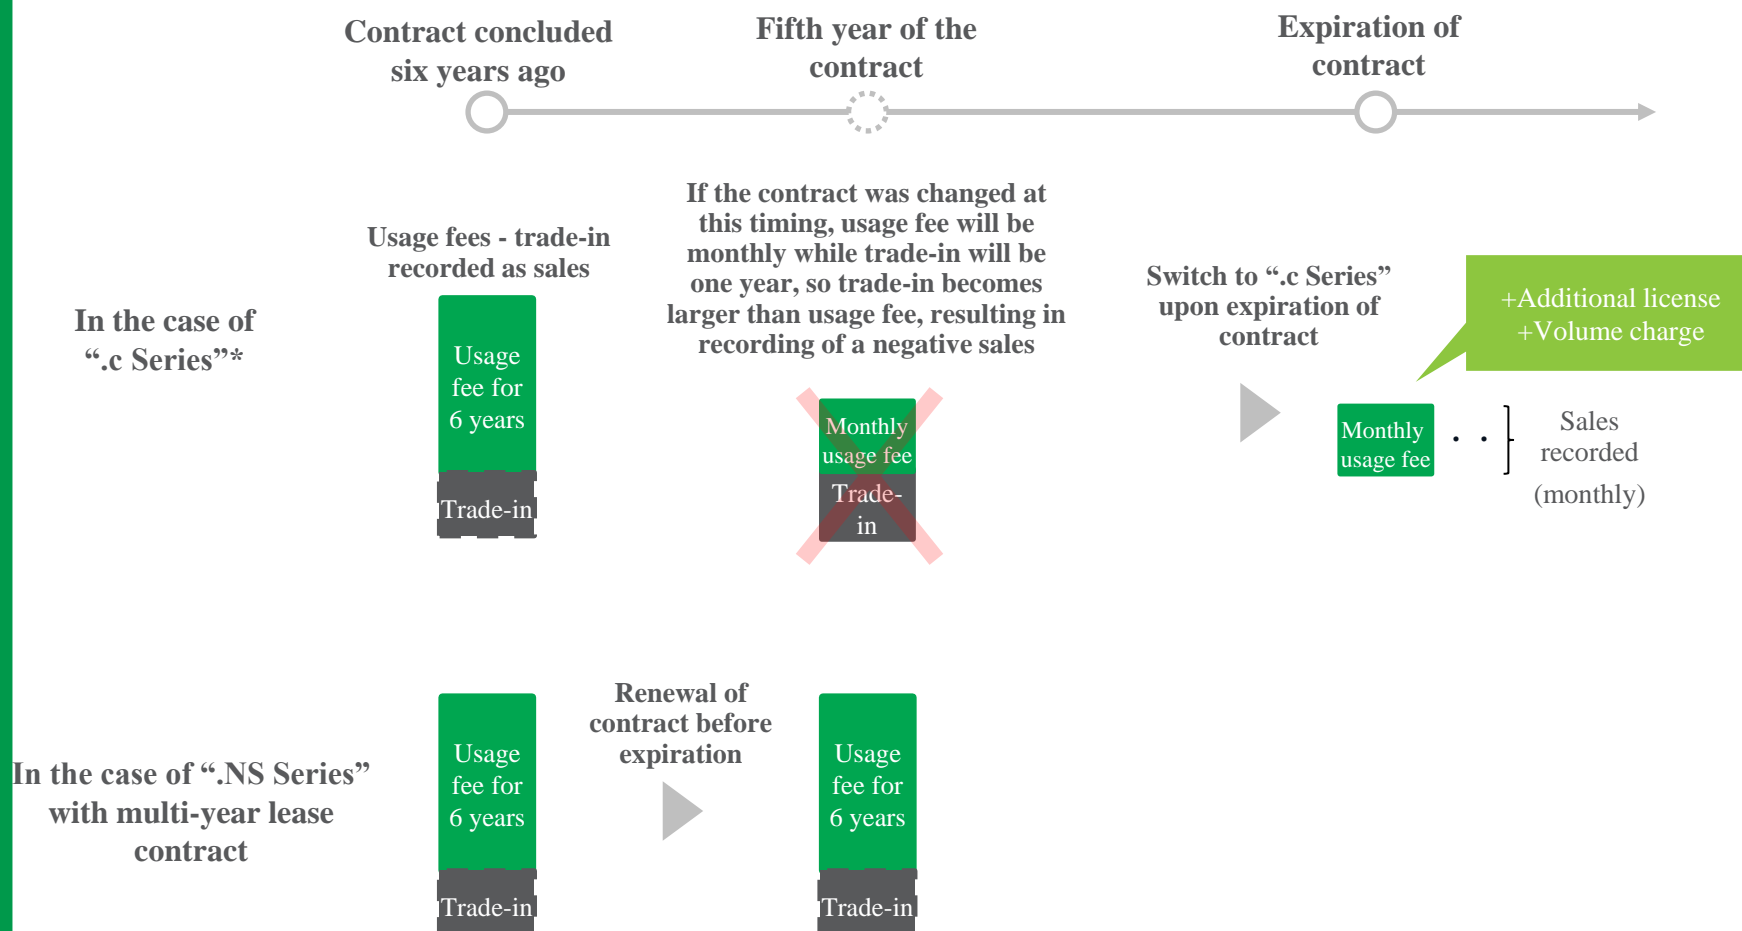 Contract concluded
six years ago
Fifth year of the
contract
Expiration of
contract
In the case of
“.c Series”*
Usage fees - trade-in
recorded as sales
Usage
fee for
6 years
Trade-in
If the contract was changed at
this timing, usage fee will be
monthly while trade-in will be
one year, so trade-in becomes
larger than usage fee, resulting in
recording of a negative sales
Monthly
usage fee
Trade-
in
Switch to “.c Series”
upon expiration of
contract
+Additional license
+Volume charge
Monthly
usage fee
・・
Sales
recorded
(monthly)
In the case of “.NS Series”
with multi-year lease
contract
Usage
fee for
6 years
Trade-in
Renewal of
contract before
expiration
Usage
fee for
6 years
Trade-in